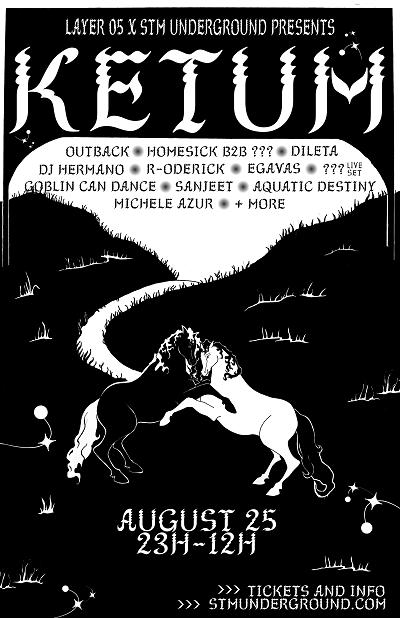 LAYER 05 X STM UNDERGROUND PRESENTS
KETUM
OUTBACK ● HOMESICK B2B ??? ● DILETA
DJ HERMANO ● R-ODERICK ● EGAVAS ● ??? LIVE SET
GOBLIN CAN DANCE ● SANJEET ● AQUATIC DESTINY
MICHELE AZUR ● + MORE
AUGUST 25
23H-12H
>>> TICKETS AND INFO
>>> STMUNDERGROUND.COM